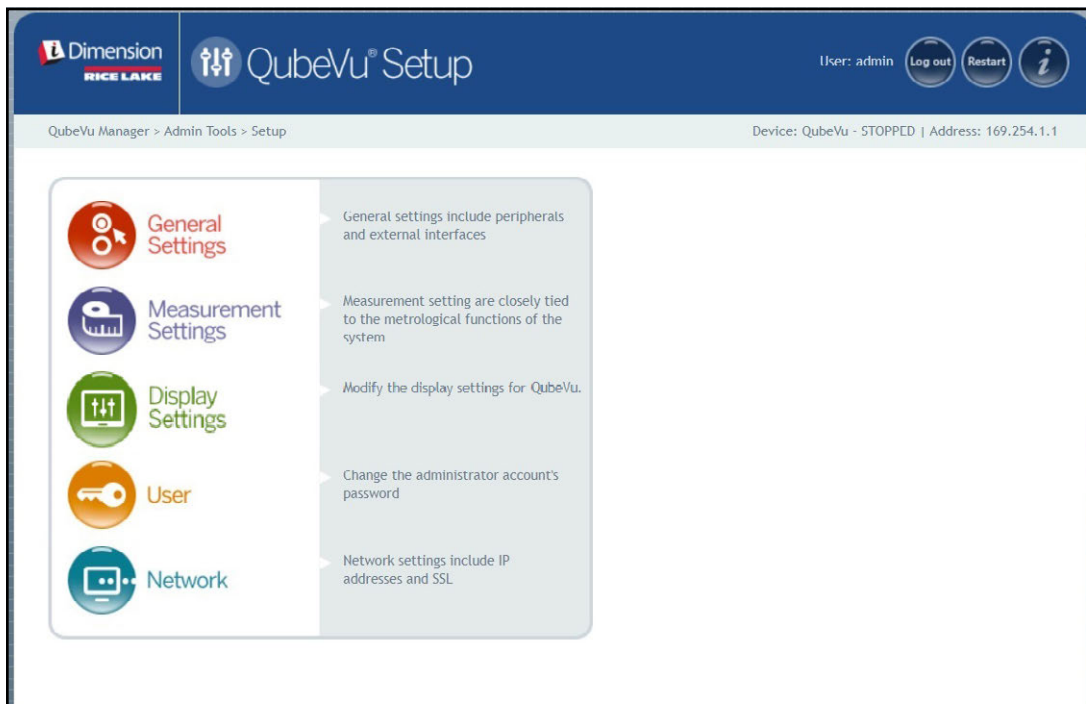 i Dimension
RICE LAKE
QubeVu® Setup
User: admin
Log out
Restart
i
QubeVu Manager > Admin Tools > Setup
Device: QubeVu - STOPPED | Address: 169.254.1.1
General
Settings
General settings include peripherals
and external interfaces
Measurement
Settings
Measurement setting are closely tied
to the metrological functions of the
system
Display
Settings
Modify the display settings for QubeVu.
User
Change the administrator account's
password
Network
Network settings include IP
addresses and SSL